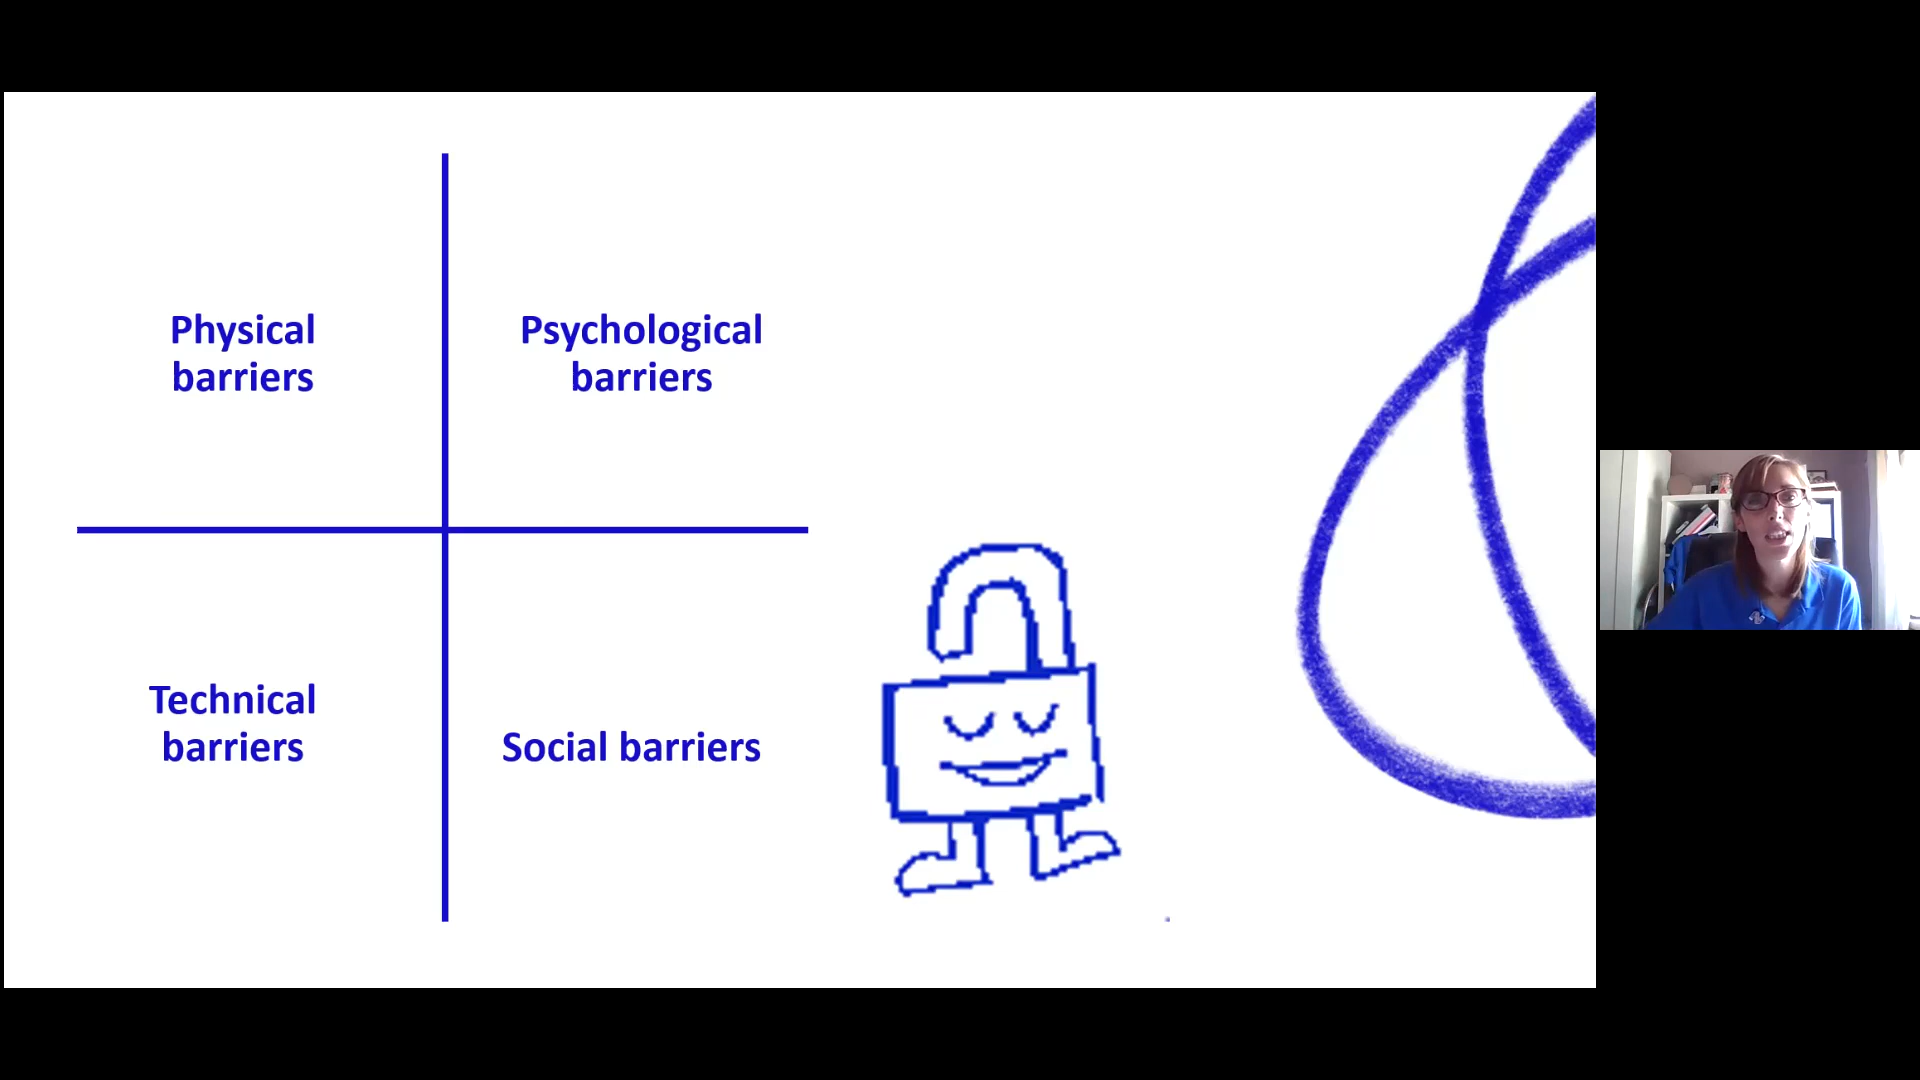 Physical
barriers
Psychological
barriers
Technical
barriers
Social barriers